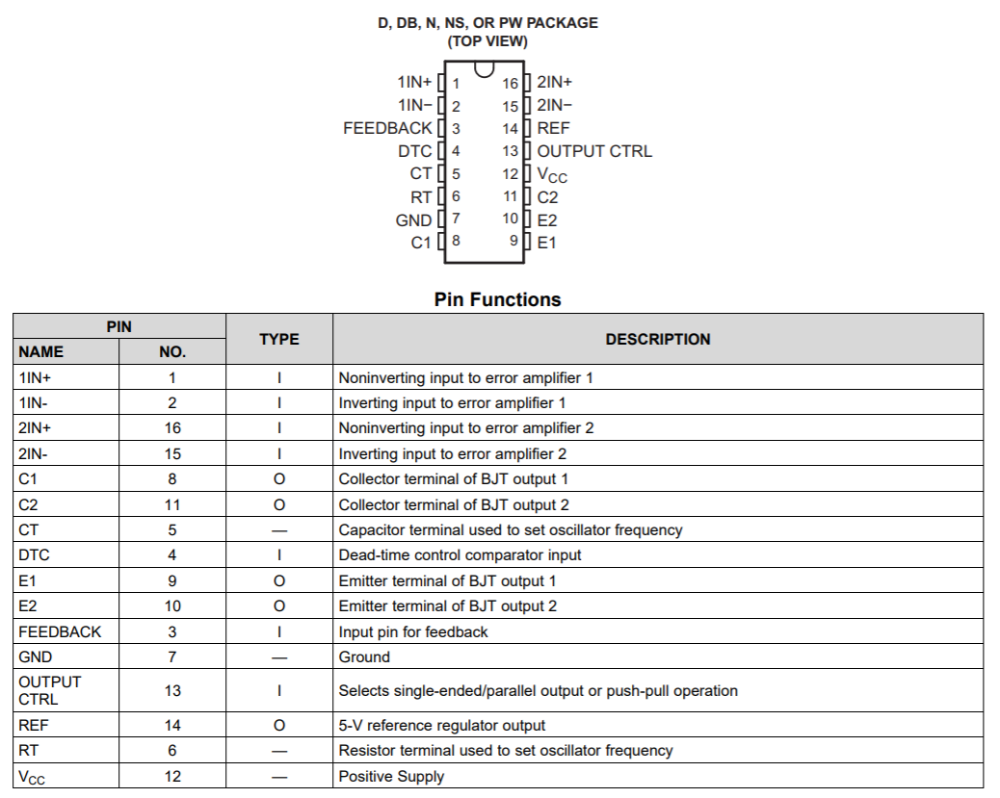 D, DB, N, NS, OR PW PACKAGE
(TOP VIEW)
1IN+ 1 16 2IN+
1IN− 2 15 2IN−
FEEDBACK 3 14 REF
DTC 4 13 OUTPUT CTRL
CT 5 12 VCC
RT 6 11 C2
GND 7 10 E2
C1 8 9 E1
Pin Functions
PIN TYPE DESCRIPTION
NAME NO.
1IN+ 1 I Noninverting input to error amplifier 1
1IN- 2 I Inverting input to error amplifier 1
2IN+ 16 I Noninverting input to error amplifier 2
2IN- 15 I Inverting input to error amplifier 2
C1 8 O Collector terminal of BJT output 1
C2 11 O Collector terminal of BJT output 2
CT 5 — Capacitor terminal used to set oscillator frequency
DTC 4 I Dead-time control comparator input
E1 9 O Emitter terminal of BJT output 1
E2 10 O Emitter terminal of BJT output 2
FEEDBACK 3 I Input pin for feedback
GND 7 — Ground
OUTPUT
CTRL 13 I Selects single-ended/parallel output or push-pull operation
REF 14 O 5-V reference regulator output
RT 6 — Resistor terminal used to set oscillator frequency
VCC 12 — Positive Supply